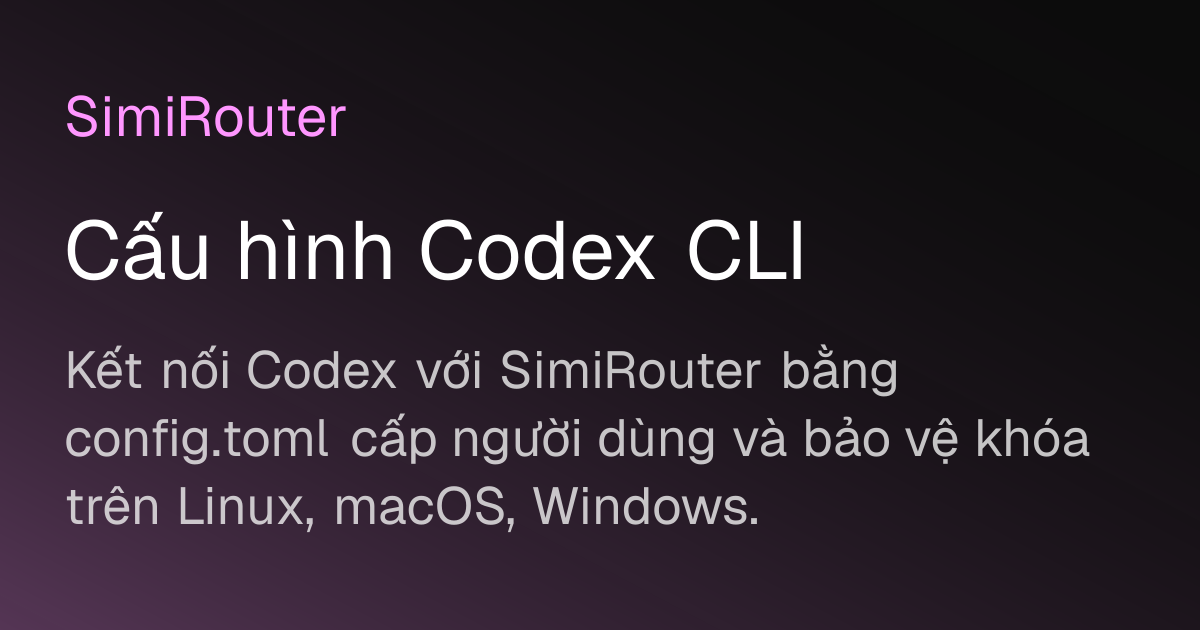 SimiRouter
Cấu hình Codex CLI
Kết nối Codex với SimiRouter bằng
config.toml cấp người dùng và bảo vệ khóa
trên Linux, macOS, Windows.